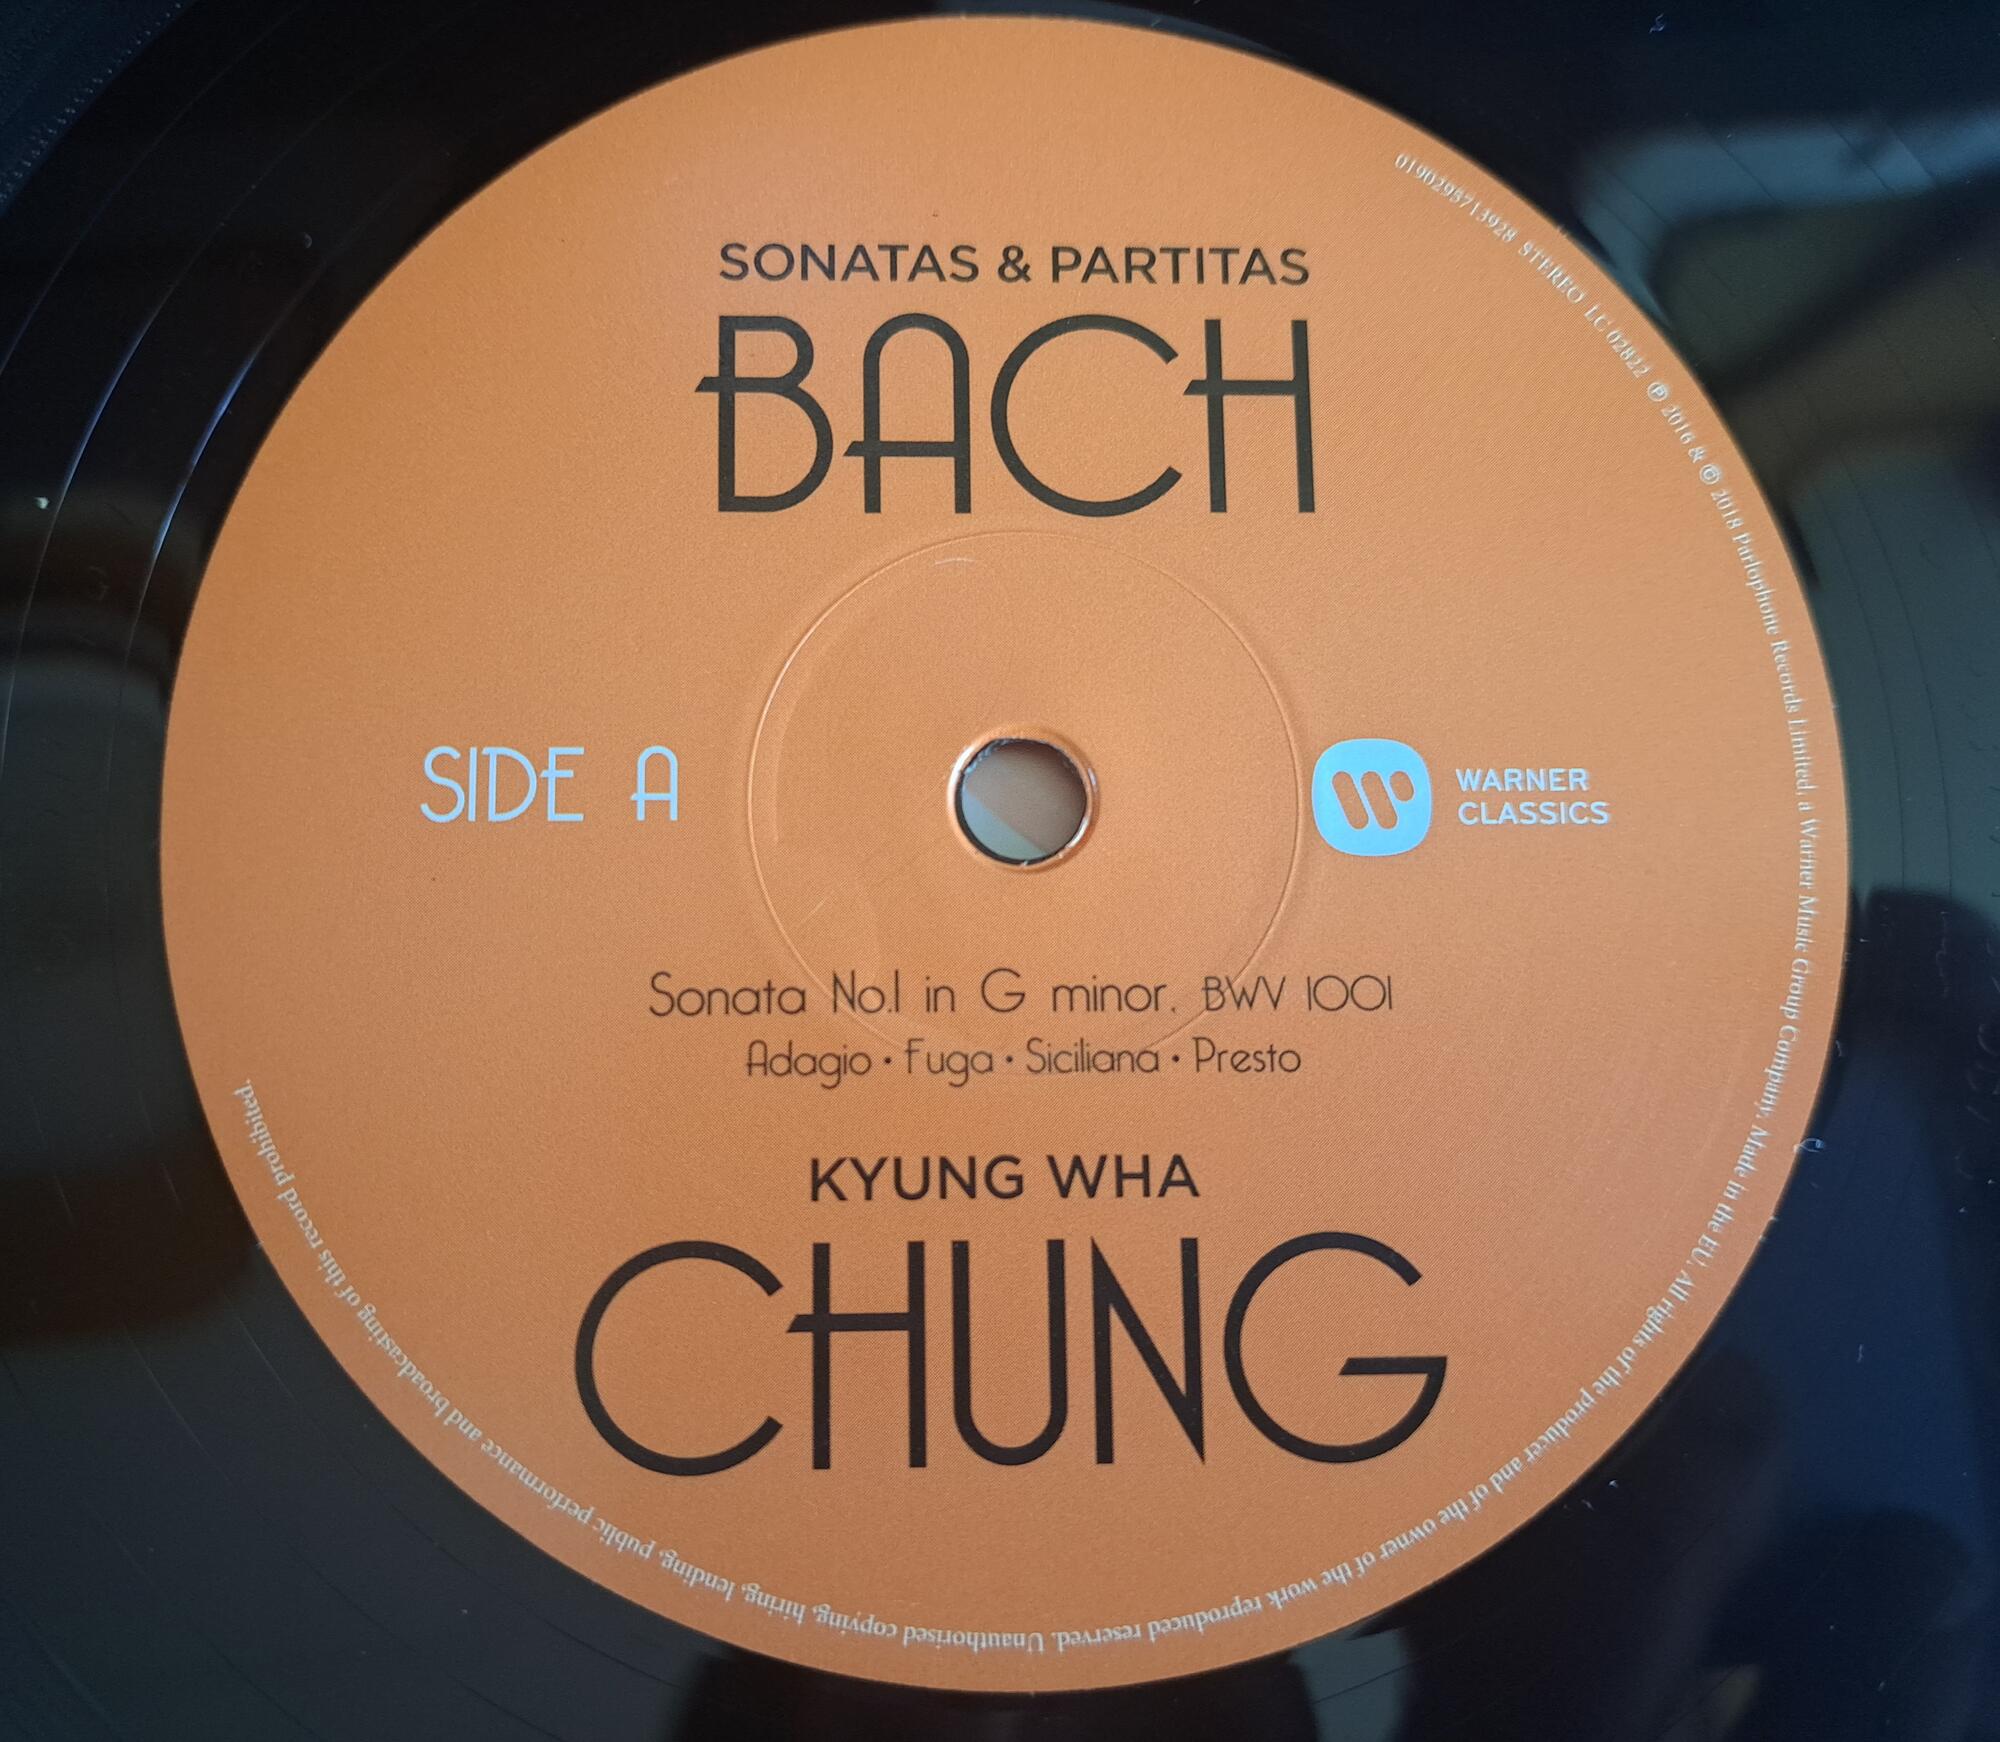 SONATAS & PARTITAS
BACH
SIDE A
WARNER
CLASSICS
Sonata No.1 in G minor, BWV 1001
Adagio • Fuga • Siciliana • Presto
KYUNG WHA
CHUNG
0190295713928 STEREO LC 02822 ℗ 2016 & © 2018 Parlophone Records Limited, a Warner Music Group Company. Made in the EU. All rights of the producer and of the owner of the work reproduced reserved. Unauthorised copying, hiring, lending, public performance and broadcasting of this record prohibited.